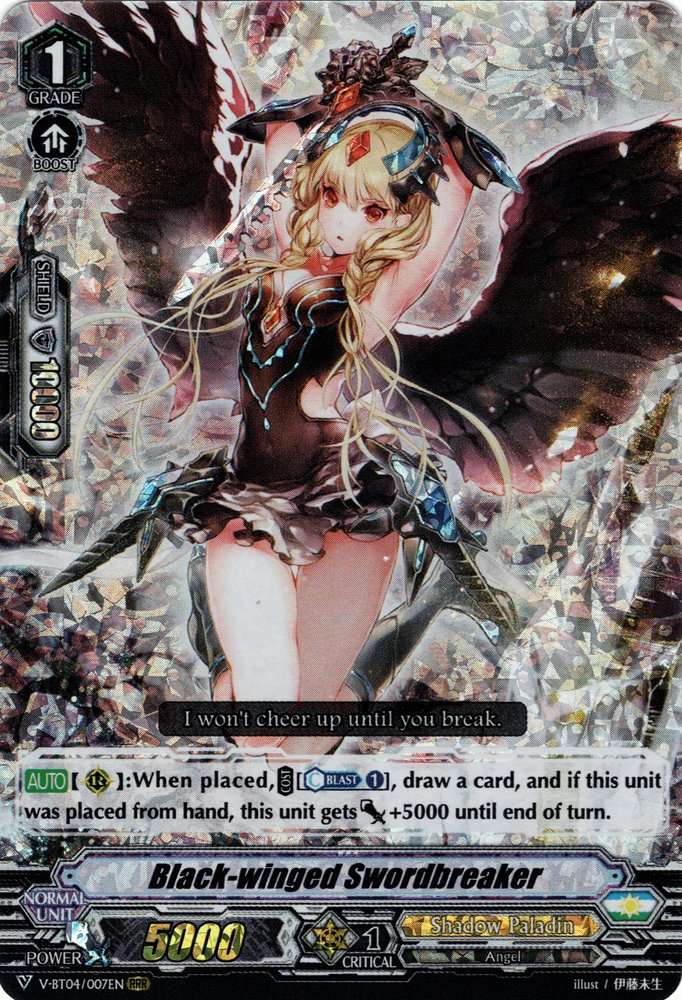 1
GRADE
BOOST
SHIELD
10000
I won't cheer up until you break.
AUTO [ ]:When placed, COST [C BLAST 1], draw a card, and if this unit
was placed from hand, this unit gets +5000 until end of turn.
Black-winged Swordbreaker
NORMAL
UNIT
POWER
5000
1
CRITICAL
Shadow Paladin
Angel
V-BT04/007EN RRR
illust / 伊藤未生